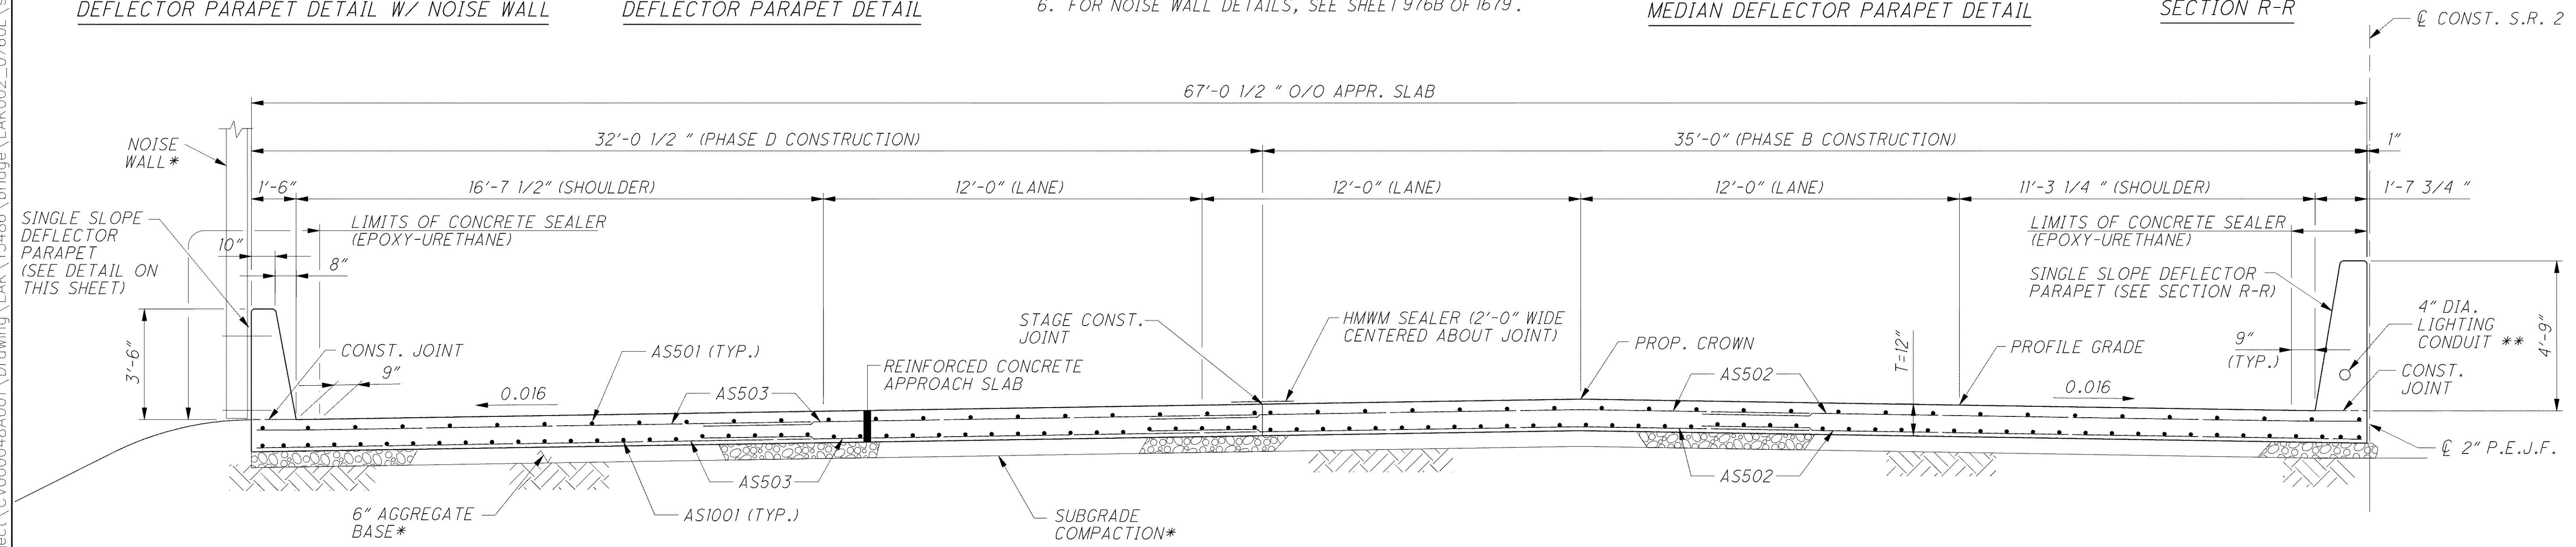 DEFLECTOR PARAPET DETAIL W/ NOISE WALL
DEFLECTOR PARAPET DETAIL
6. FOR NOISE WALL DETAILS, SEE SHEET 976B OF 1679.
MEDIAN DEFLECTOR PARAPET DETAIL
SECTION R-R
℄ CONST. S.R. 2
67'-0 1/2 " O/O APPR. SLAB
32'-0 1/2 " (PHASE D CONSTRUCTION)
35'-0" (PHASE B CONSTRUCTION)
1"
NOISE
WALL*
1'-6"
16'-7 1/2" (SHOULDER)
12'-0" (LANE)
12'-0" (LANE)
12'-0" (LANE)
11'-3 1/4 " (SHOULDER)
1'-7 3/4 "
SINGLE SLOPE
DEFLECTOR
PARAPET
(SEE DETAIL ON
THIS SHEET)
10"
8"
LIMITS OF CONCRETE SEALER
(EPOXY-URETHANE)
LIMITS OF CONCRETE SEALER
(EPOXY-URETHANE)
SINGLE SLOPE DEFLECTOR
PARAPET (SEE SECTION R-R)
3'-6"
CONST. JOINT
9"
0.016
AS501 (TYP.)
AS503
REINFORCED CONCRETE
APPROACH SLAB
STAGE CONST.
JOINT
HMWM SEALER (2'-0" WIDE
CENTERED ABOUT JOINT)
PROP. CROWN
AS502
T=12"
PROFILE GRADE
0.016
9"
(TYP.)
4" DIA.
LIGHTING
CONDUIT **
4'-9"
CONST.
JOINT
℄ 2" P.E.J.F.
AS503
AS502
6" AGGREGATE
BASE*
AS1001 (TYP.)
SUBGRADE
COMPACTION*